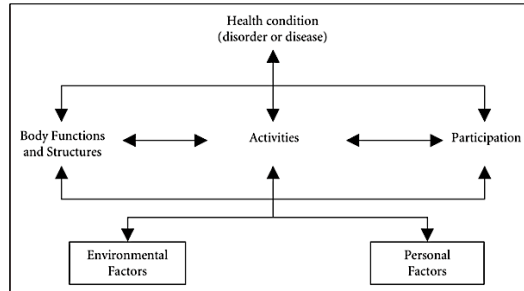 Health condition
(disorder or disease)
Body Functions
and Structures
Activities
Participation
Environmental
Factors
Personal
Factors